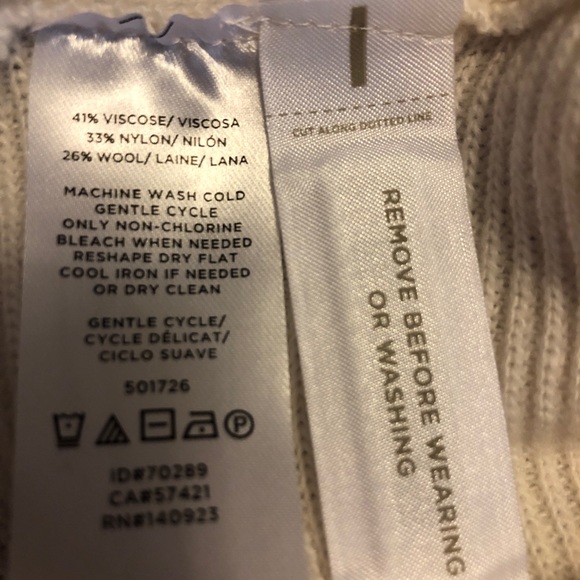 41% VISCOSE/ VISCOSA
33% NYLON/ NILÓN
26% WOOL/ LAINE/ LANA
MACHINE WASH COLD
GENTLE CYCLE
ONLY NON-CHLORINE
BLEACH WHEN NEEDED
RESHAPE DRY FLAT
COOL IRON IF NEEDED
OR DRY CLEAN
GENTLE CYCLE/
CYCLE DÉLICAT/
CICLO SUAVE
501726
P
ID#70289
CA#57421
RN#140923
CUT ALONG DOTTED LINE
REMOVE BEFORE WEARING
OR WASHING